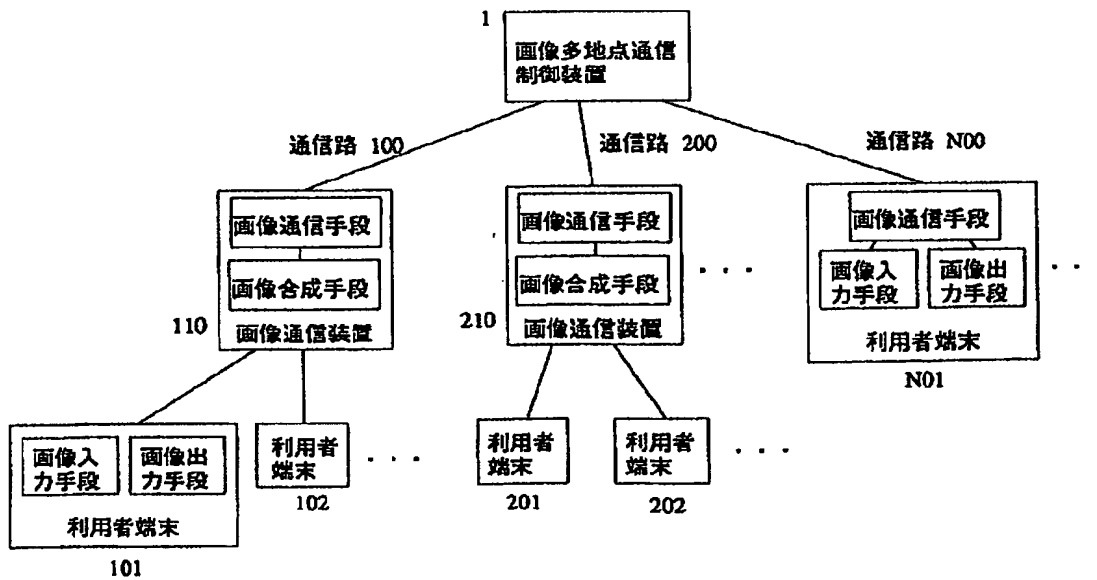 1
画像多地点通信
制御装置
通信路 100
通信路 200
通信路 N00
画像通信手段
画像合成手段
画像通信装置
110
画像通信手段
画像合成手段
画像通信装置
210
. . .
画像通信手段
画像入
力手段
画像出
力手段
利用者端末
N01
. .
画像入
力手段
画像出
力手段
利用者端末
101
利用者
端末
102
. . .
利用者
端末
201
利用者
端末
202
. . .